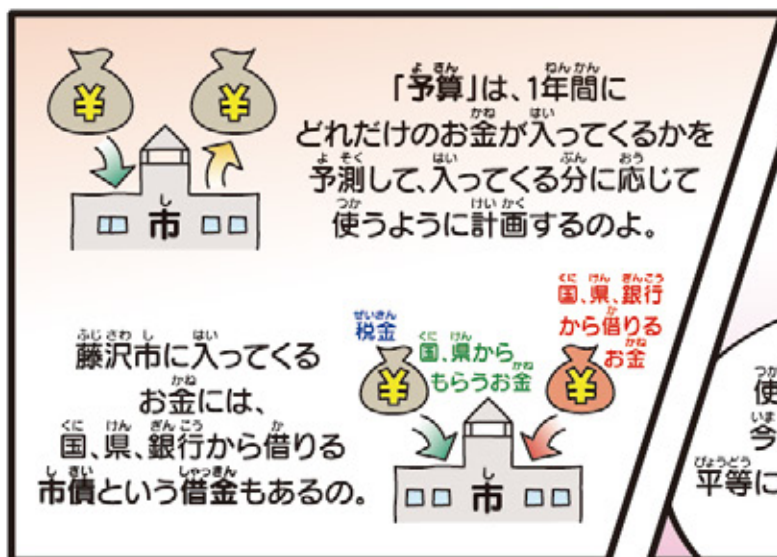 「予算」は、1年間に
どれだけのお金が入ってくるかを
予測して、入ってくる分に応じて
使うように計画するのよ。
¥
¥
市
藤沢市に入ってくる
お金には、
国、県、銀行から借りる
市債という借金もあるの。
税金
国、県から
もらうお金
国、県、銀行
から借りる
お金
¥
¥
市
使
今
平等に